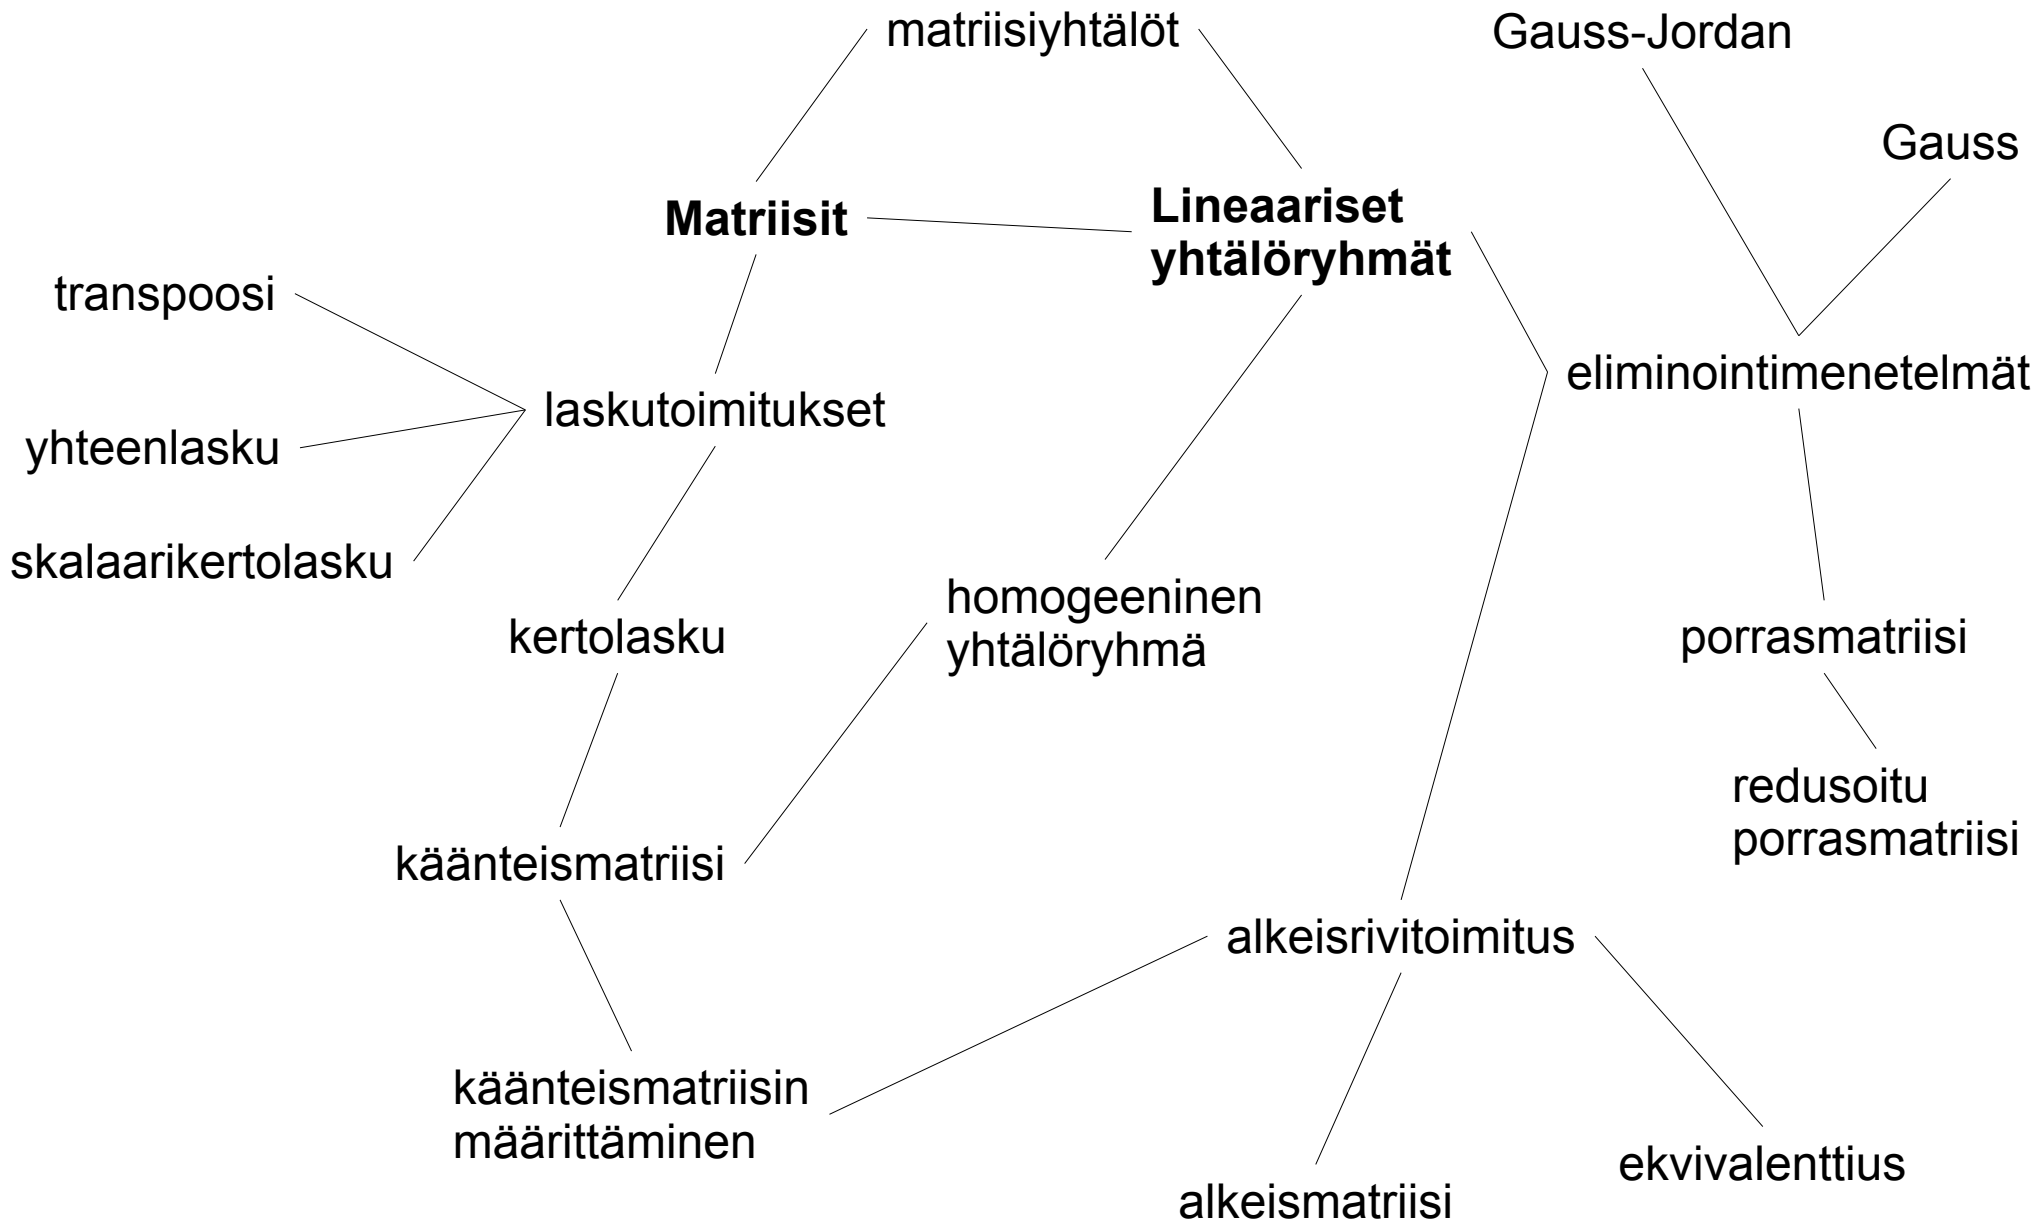 matriisiyhtälöt
Gauss-Jordan
Gauss
Matriisit
Lineaariset
yhtälöryhmät
transpoosi
eliminointimenetelmät
laskutoimitukset
yhteenlasku
skalaarikertolasku
homogeeninen
yhtälöryhmä
kertolasku
porrasmatriisi
redusoitu
porrasmatriisi
käänteismatriisi
alkeisrivitoimitus
käänteismatriisin
määrittäminen
ekvivalenttius
alkeismatriisi